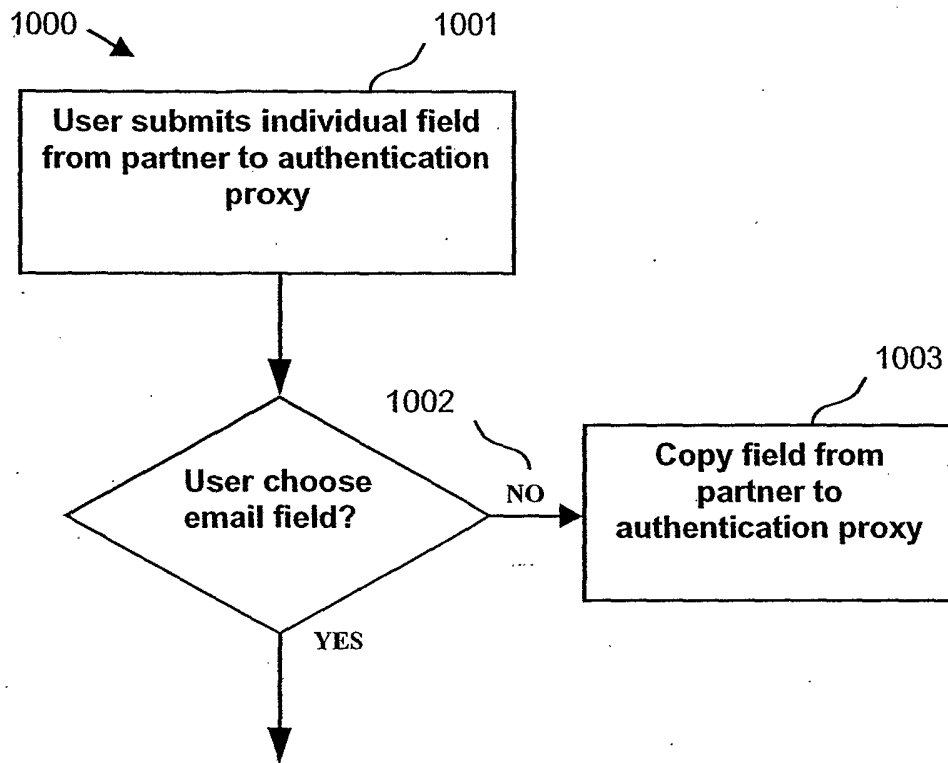 1000
1001
User submits individual field
from partner to authentication
proxy
1002
1003
User choose
email field?
NO
Copy field from
partner to
authentication proxy
YES